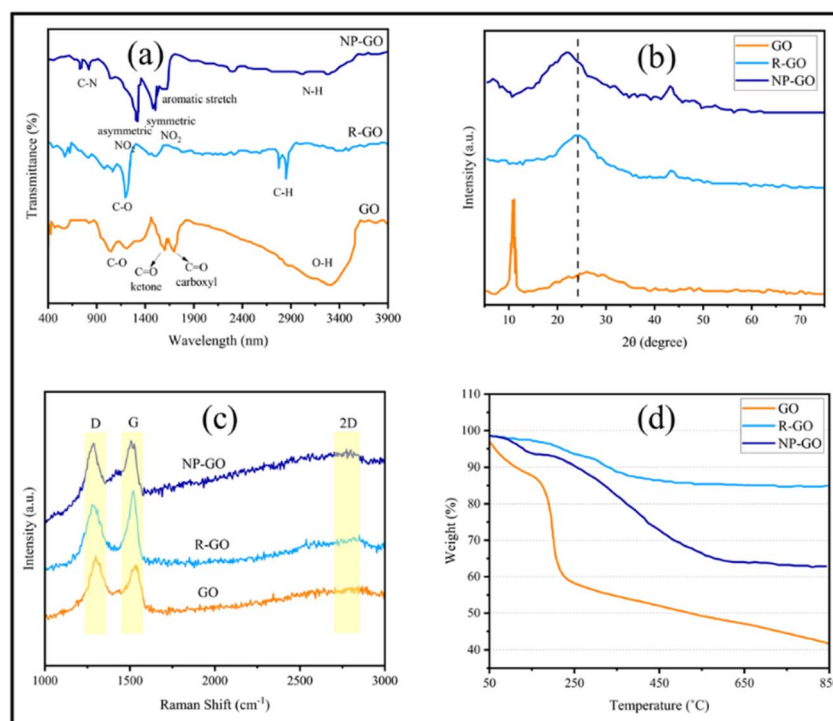 (a)
NP-GO
C-N
aromatic stretch
N-H
symmetric
NO2
asymmetric
NO2
R-GO
C-O
C-H
GO
C-O
C=O
ketone
C=O
carboxyl
O-H
Transmittance (%)
400 900 1400 1900 2400 2900 3400 3900
Wavelength (nm)
(b)
GO
R-GO
NP-GO
Intensity (a.u.)
10 20 30 40 50 60 70
2θ (degree)
(c)
D G 2D
NP-GO
R-GO
GO
Intensity (a.u.)
1000 1500 2000 2500 3000
Raman Shift (cm-1)
(d)
GO
R-GO
NP-GO
110
100
90
80
70
60
50
40
Weight (%)
50 250 450 650 850
Temperature (˚C)